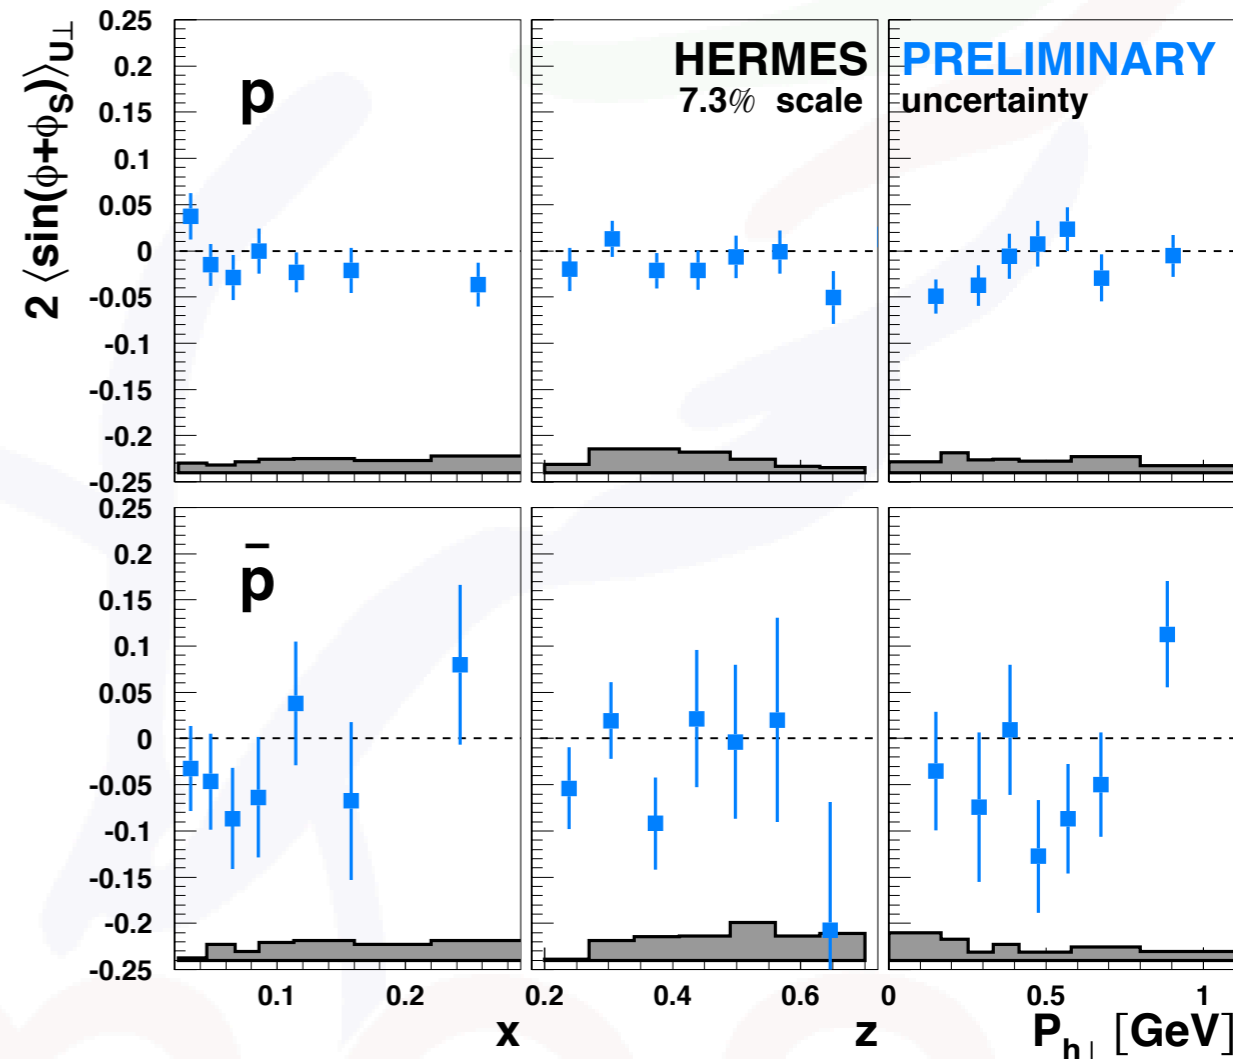 2 ⟨sin(ϕ+ϕS)⟩U⊥
0.25
0.2
0.15
0.1
0.05
0
-0.05
-0.1
-0.15
-0.2
-0.25
p
HERMES PRELIMINARY
7.3% scale uncertainty
0.25
0.2
0.15
0.1
0.05
0
-0.05
-0.1
-0.15
-0.2
-0.25
p̄
0.1 0.2
0.2 0.4 0.6
0 0.5 1
x
z
Ph⊥ [GeV]